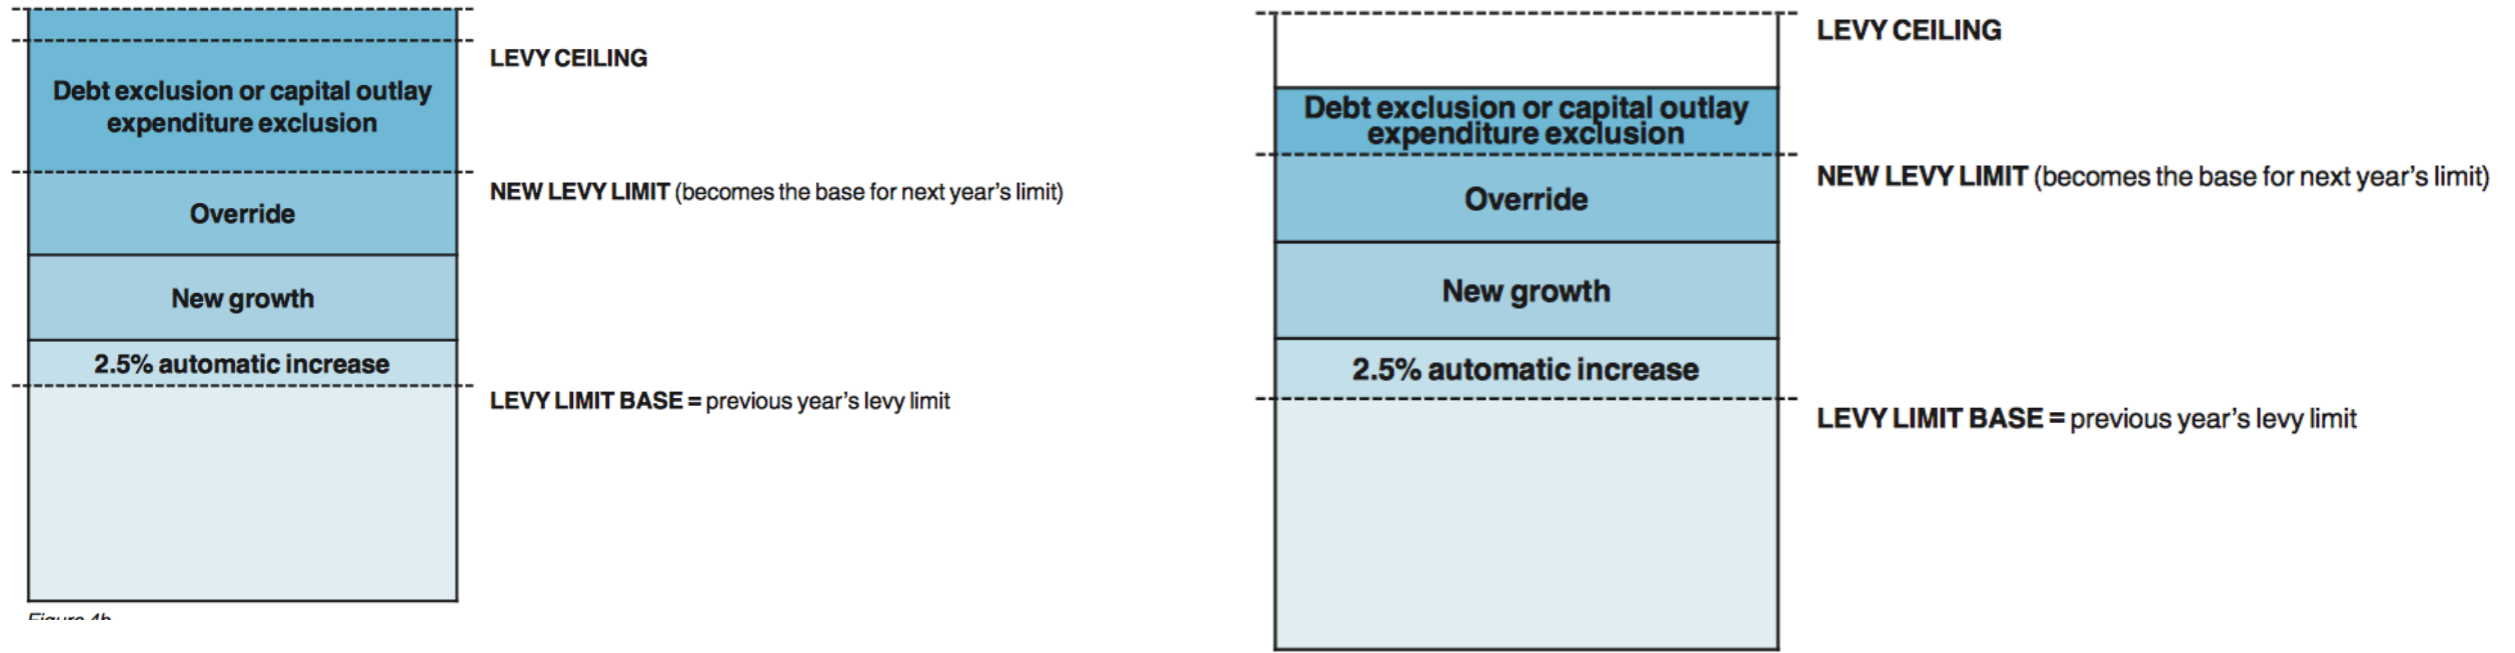 LEVY CEILING
Debt exclusion or capital outlay
expenditure exclusion
NEW LEVY LIMIT (becomes the base for next year's limit)
Override
New growth
2.5% automatic increase
LEVY LIMIT BASE = previous year's levy limit
Figure 4b
LEVY CEILING
Debt exclusion or capital outlay
expenditure exclusion
NEW LEVY LIMIT (becomes the base for next year's limit)
Override
New growth
2.5% automatic increase
LEVY LIMIT BASE = previous year's levy limit